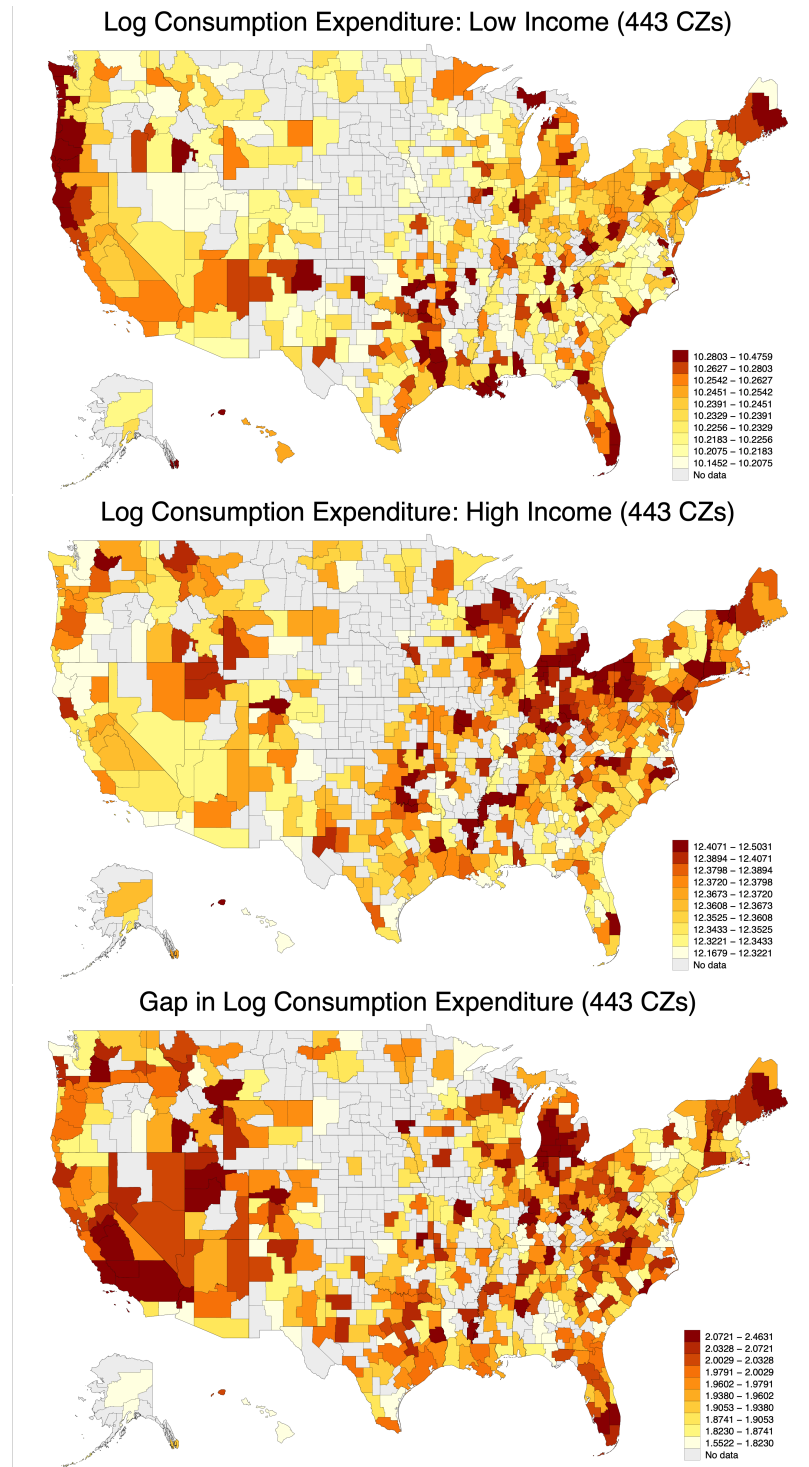 Log Consumption Expenditure: Low Income (443 CZs)
10.2803 − 10.4759
10.2627 − 10.2803
10.2542 − 10.2627
10.2451 − 10.2542
10.2391 − 10.2451
10.2329 − 10.2391
10.2256 − 10.2329
10.2183 − 10.2256
10.2075 − 10.2183
10.1452 − 10.2075
No data
Log Consumption Expenditure: High Income (443 CZs)
12.4071 − 12.5031
12.3894 − 12.4071
12.3798 − 12.3894
12.3720 − 12.3798
12.3673 − 12.3720
12.3608 − 12.3673
12.3525 − 12.3608
12.3433 − 12.3525
12.3221 − 12.3433
12.1679 − 12.3221
No data
Gap in Log Consumption Expenditure (443 CZs)
2.0721 − 2.4631
2.0328 − 2.0721
2.0029 − 2.0328
1.9791 − 2.0029
1.9602 − 1.9791
1.9380 − 1.9602
1.9053 − 1.9380
1.8741 − 1.9053
1.8230 − 1.8741
1.5522 − 1.8230
No data